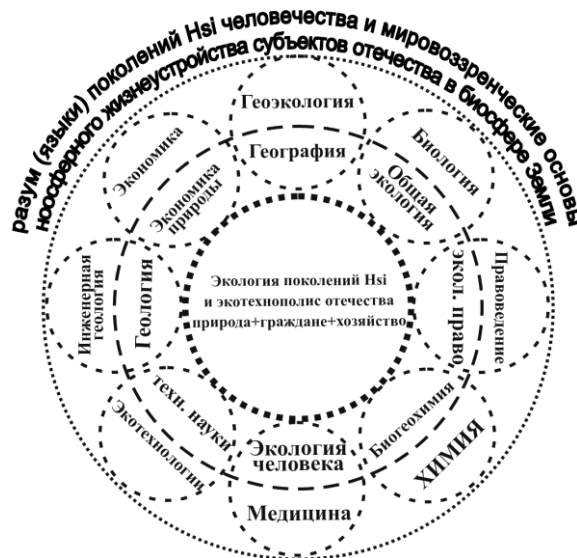 разум (языки) поколений Hsi человечества и мировоззренческие основы
ноосферного жизнеустройства субъектов отечества в биосфере Земли
Геоэкология
География
Биология
Общая
экология
Правоведение
экол. право
Биогеохимия
ХИМИЯ
Экология
человека
Медицина
техн. науки
Экотехнологии
Инженерная
геология
Геология
Экономика
Экономика
природы
Экология поколений Hsi
и экотехнополис отечества
природа+граждане+хозяйство